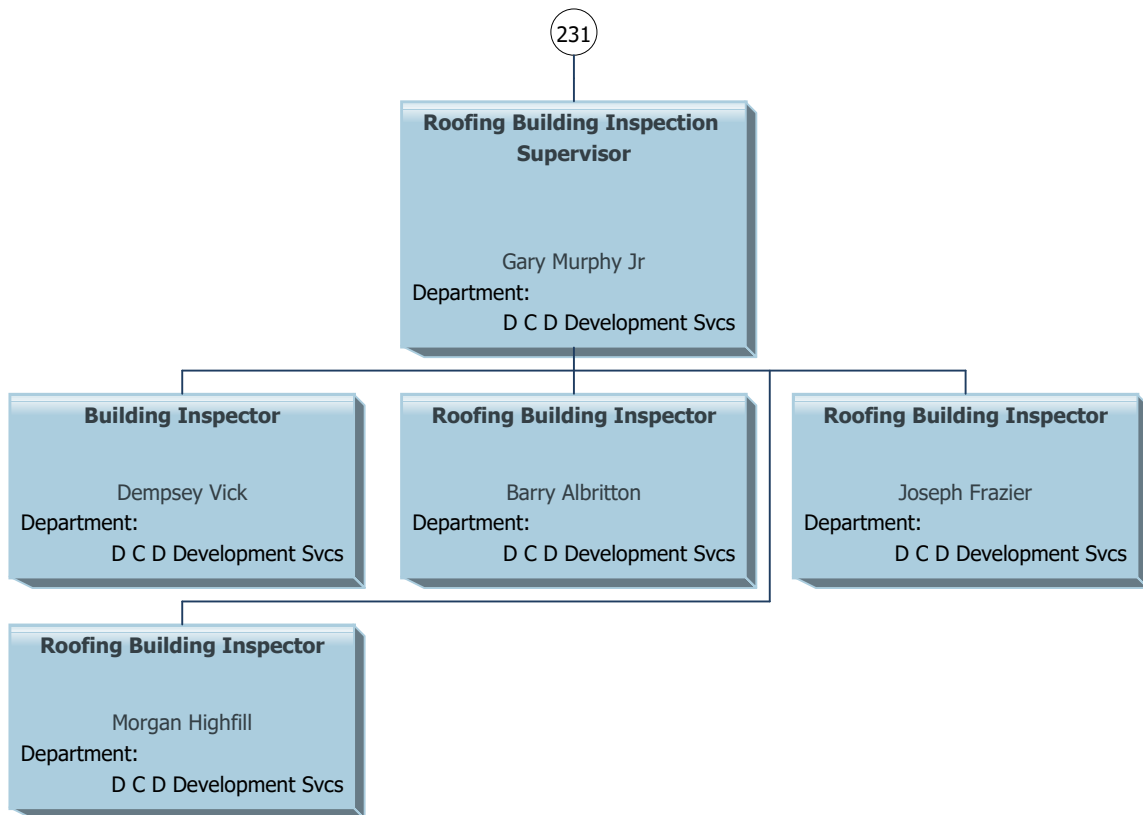 231
Roofing Building Inspection
Supervisor
Gary Murphy Jr
Department:
D C D Development Svcs
Building Inspector
Dempsey Vick
Department:
D C D Development Svcs
Roofing Building Inspector
Barry Albritton
Department:
D C D Development Svcs
Roofing Building Inspector
Joseph Frazier
Department:
D C D Development Svcs
Roofing Building Inspector
Morgan Highfill
Department:
D C D Development Svcs